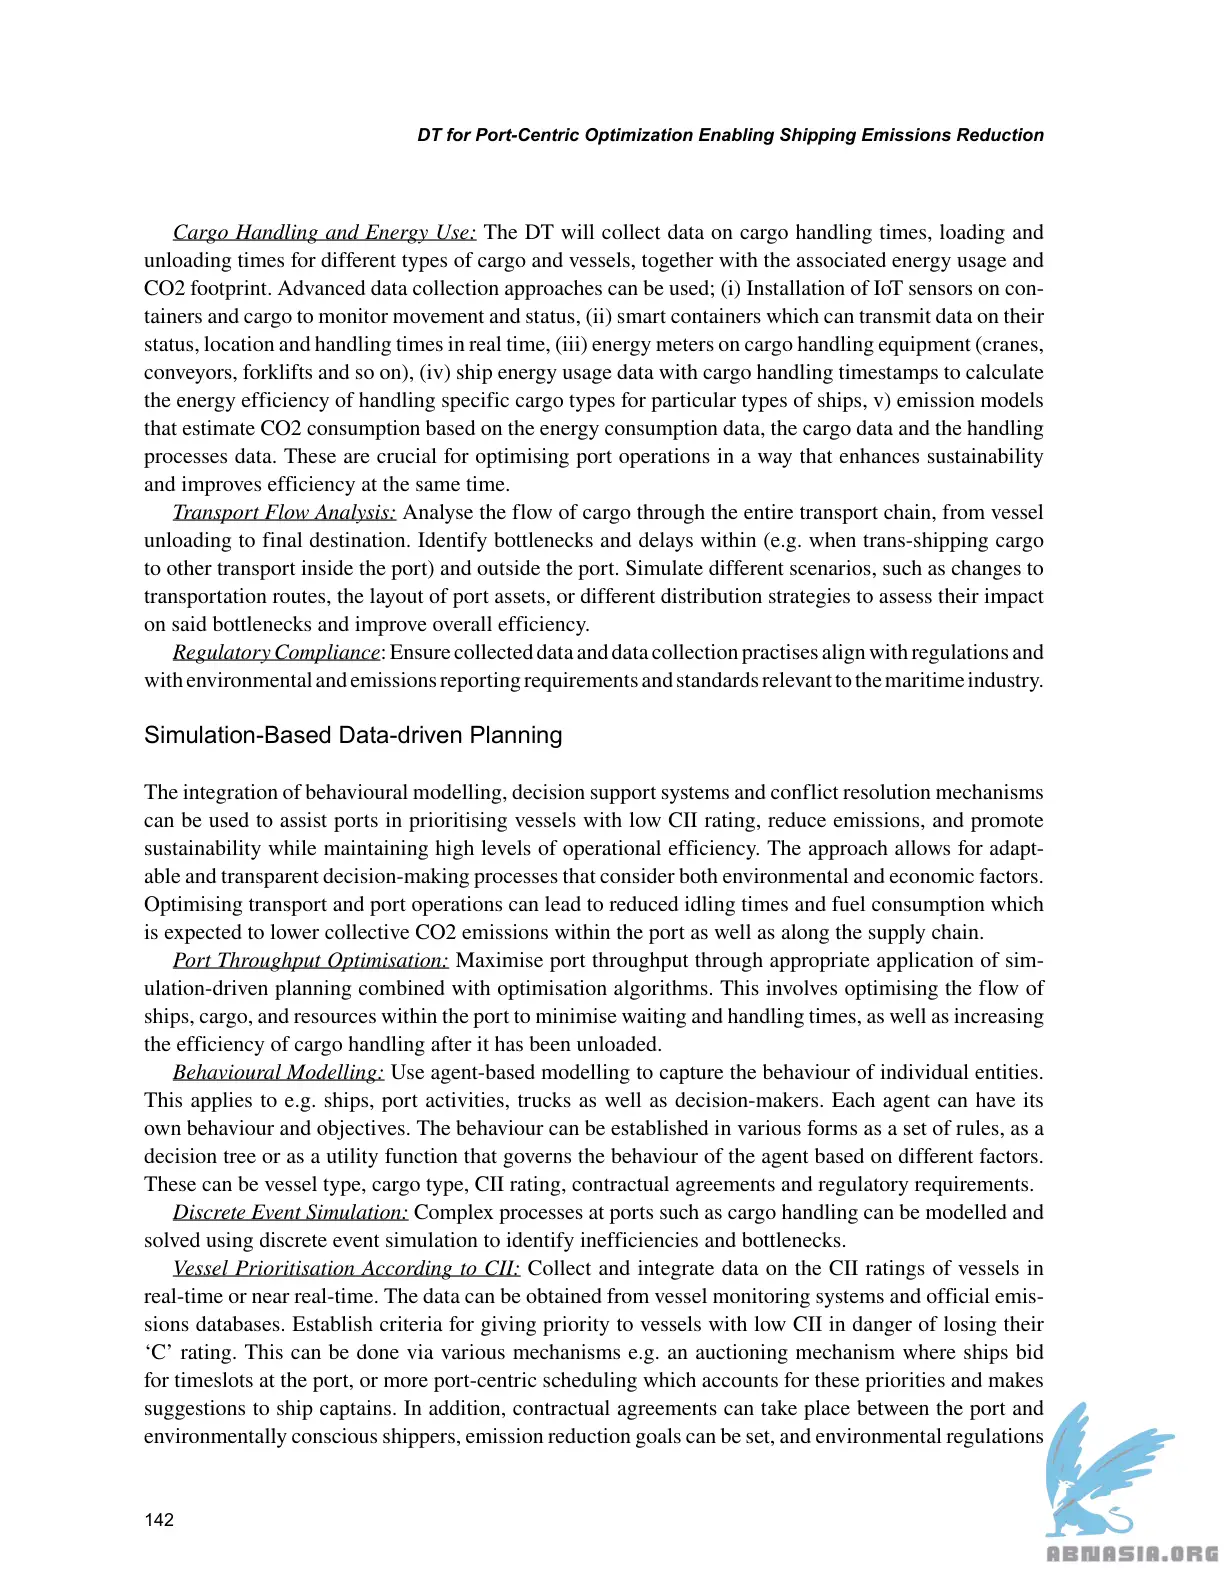 DT for Port-Centric Optimization Enabling Shipping Emissions Reduction
Cargo Handling and Energy Use: The DT will collect data on cargo handling times, loading and
unloading times for different types of cargo and vessels, together with the associated energy usage and
CO2 footprint. Advanced data collection approaches can be used; (i) Installation of IoT sensors on con-
tainers and cargo to monitor movement and status, (ii) smart containers which can transmit data on their
status, location and handling times in real time, (iii) energy meters on cargo handling equipment (cranes,
conveyors, forklifts and so on), (iv) ship energy usage data with cargo handling timestamps to calculate
the energy efficiency of handling specific cargo types for particular types of ships, v) emission models
that estimate CO2 consumption based on the energy consumption data, the cargo data and the handling
processes data. These are crucial for optimising port operations in a way that enhances sustainability
and improves efficiency at the same time.
Transport Flow Analysis: Analyse the flow of cargo through the entire transport chain, from vessel
unloading to final destination. Identify bottlenecks and delays within (e.g. when trans-shipping cargo
to other transport inside the port) and outside the port. Simulate different scenarios, such as changes to
transportation routes, the layout of port assets, or different distribution strategies to assess their impact
on said bottlenecks and improve overall efficiency.
Regulatory Compliance: Ensure collected data and data collection practises align with regulations and
with environmental and emissions reporting requirements and standards relevant to the maritime industry.
Simulation-Based Data-driven Planning
The integration of behavioural modelling, decision support systems and conflict resolution mechanisms
can be used to assist ports in prioritising vessels with low CII rating, reduce emissions, and promote
sustainability while maintaining high levels of operational efficiency. The approach allows for adapt-
able and transparent decision-making processes that consider both environmental and economic factors.
Optimising transport and port operations can lead to reduced idling times and fuel consumption which
is expected to lower collective CO2 emissions within the port as well as along the supply chain.
Port Throughput Optimisation: Maximise port throughput through appropriate application of sim-
ulation-driven planning combined with optimisation algorithms. This involves optimising the flow of
ships, cargo, and resources within the port to minimise waiting and handling times, as well as increasing
the efficiency of cargo handling after it has been unloaded.
Behavioural Modelling: Use agent-based modelling to capture the behaviour of individual entities.
This applies to e.g. ships, port activities, trucks as well as decision-makers. Each agent can have its
own behaviour and objectives. The behaviour can be established in various forms as a set of rules, as a
decision tree or as a utility function that governs the behaviour of the agent based on different factors.
These can be vessel type, cargo type, CII rating, contractual agreements and regulatory requirements.
Discrete Event Simulation: Complex processes at ports such as cargo handling can be modelled and
solved using discrete event simulation to identify inefficiencies and bottlenecks.
Vessel Prioritisation According to CII: Collect and integrate data on the CII ratings of vessels in
real-time or near real-time. The data can be obtained from vessel monitoring systems and official emis-
sions databases. Establish criteria for giving priority to vessels with low CII in danger of losing their
‘C’ rating. This can be done via various mechanisms e.g. an auctioning mechanism where ships bid
for timeslots at the port, or more port-centric scheduling which accounts for these priorities and makes
suggestions to ship captains. In addition, contractual agreements can take place between the port and
environmentally conscious shippers, emission reduction goals can be set, and environmental regulations
142
ABNASIA.ORG